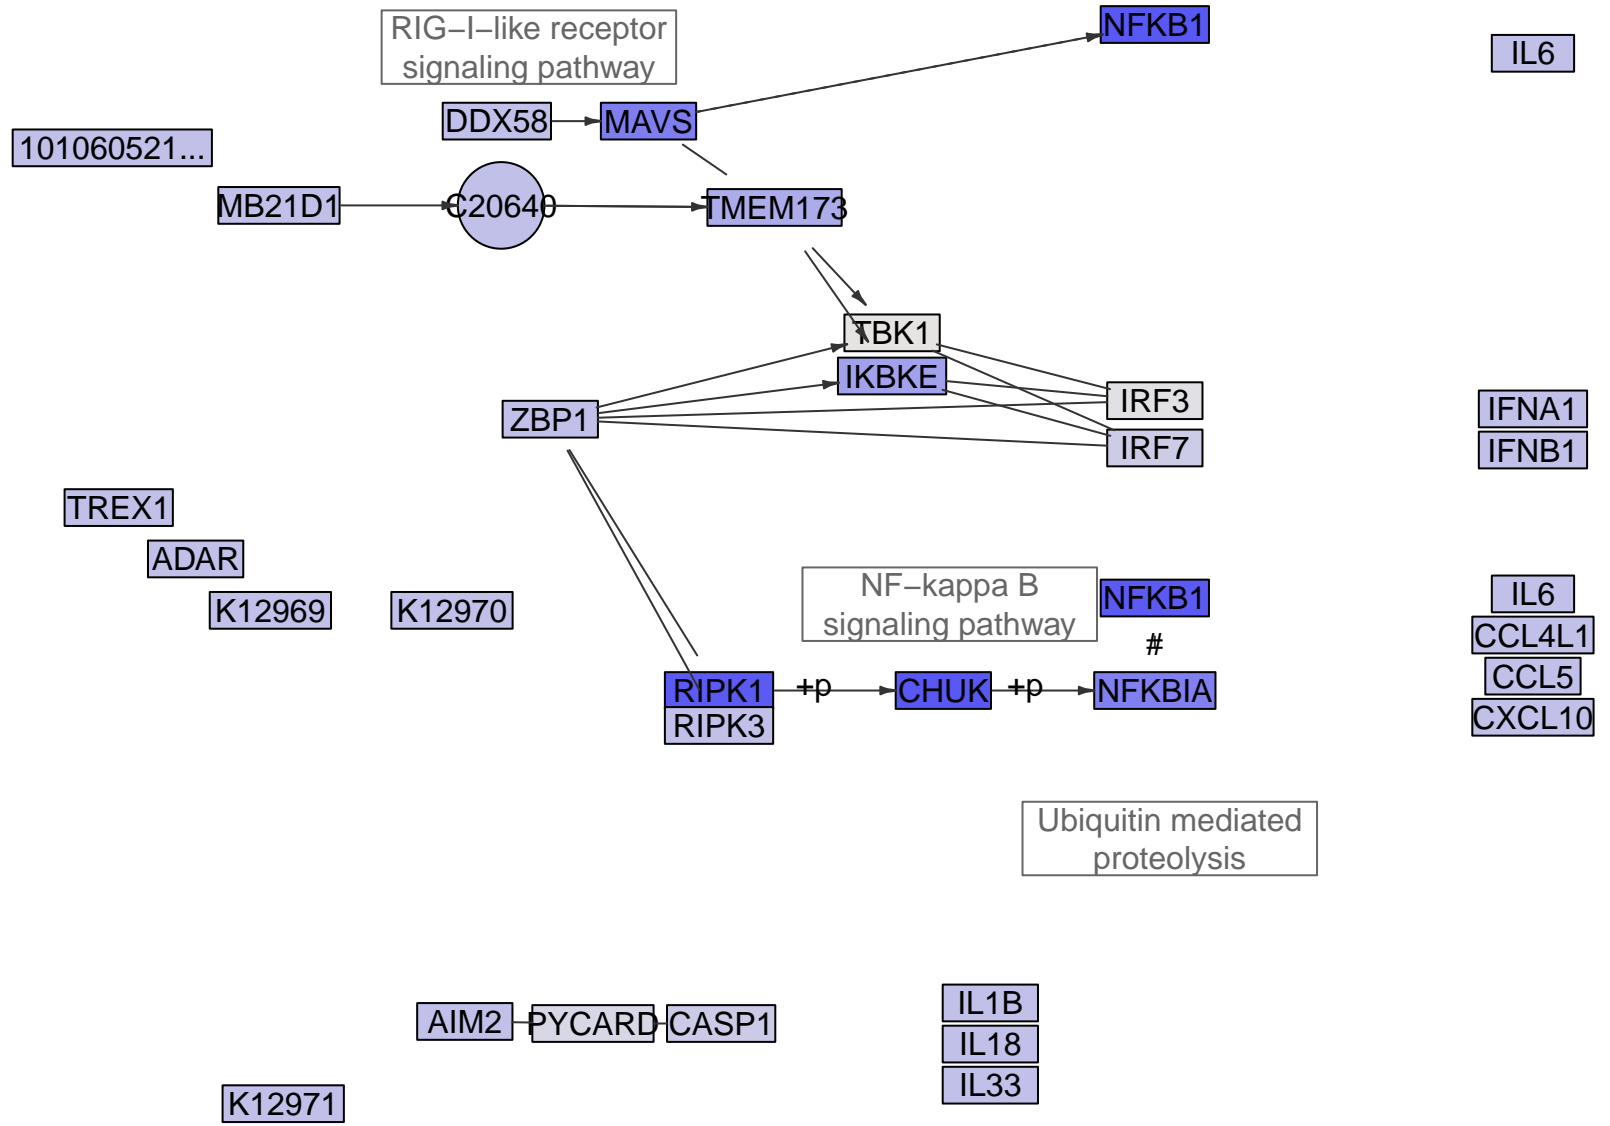 RIG−I−like receptor
signaling pathway
NFKB1
IL6
DDX58
MAVS
101060521...
MB21D1
C20640
TMEM173
TBK1
IKBKE
IRF3
ZBP1
IRF7
IFNA1
IFNB1
TREX1
ADAR
K12969
K12970
NF−kappa B
signaling pathway
NFKB1
#
IL6
CCL4L1
CCL5
CXCL10
RIPK1
+p
CHUK
+p
NFKBIA
RIPK3
Ubiquitin mediated
proteolysis
AIM2
PYCARD
CASP1
IL1B
IL18
IL33
K12971